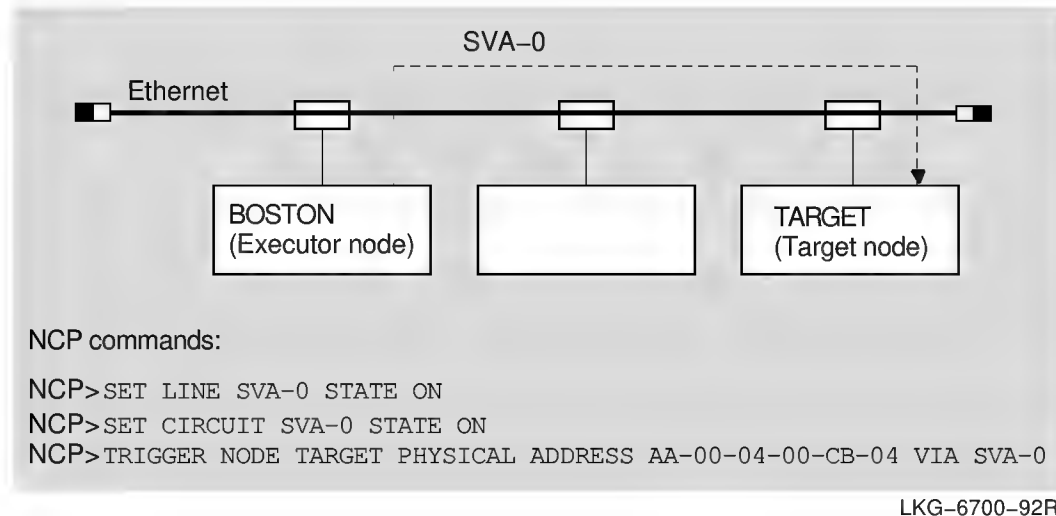 SVA–0
Ethernet
BOSTON
(Executor node)
TARGET
(Target node)
NCP commands:
NCP>SET LINE SVA–0 STATE ON
NCP>SET CIRCUIT SVA–0 STATE ON
NCP>TRIGGER NODE TARGET PHYSICAL ADDRESS AA–00–04–00–CB–04 VIA SVA–0
LKG–6700–92R